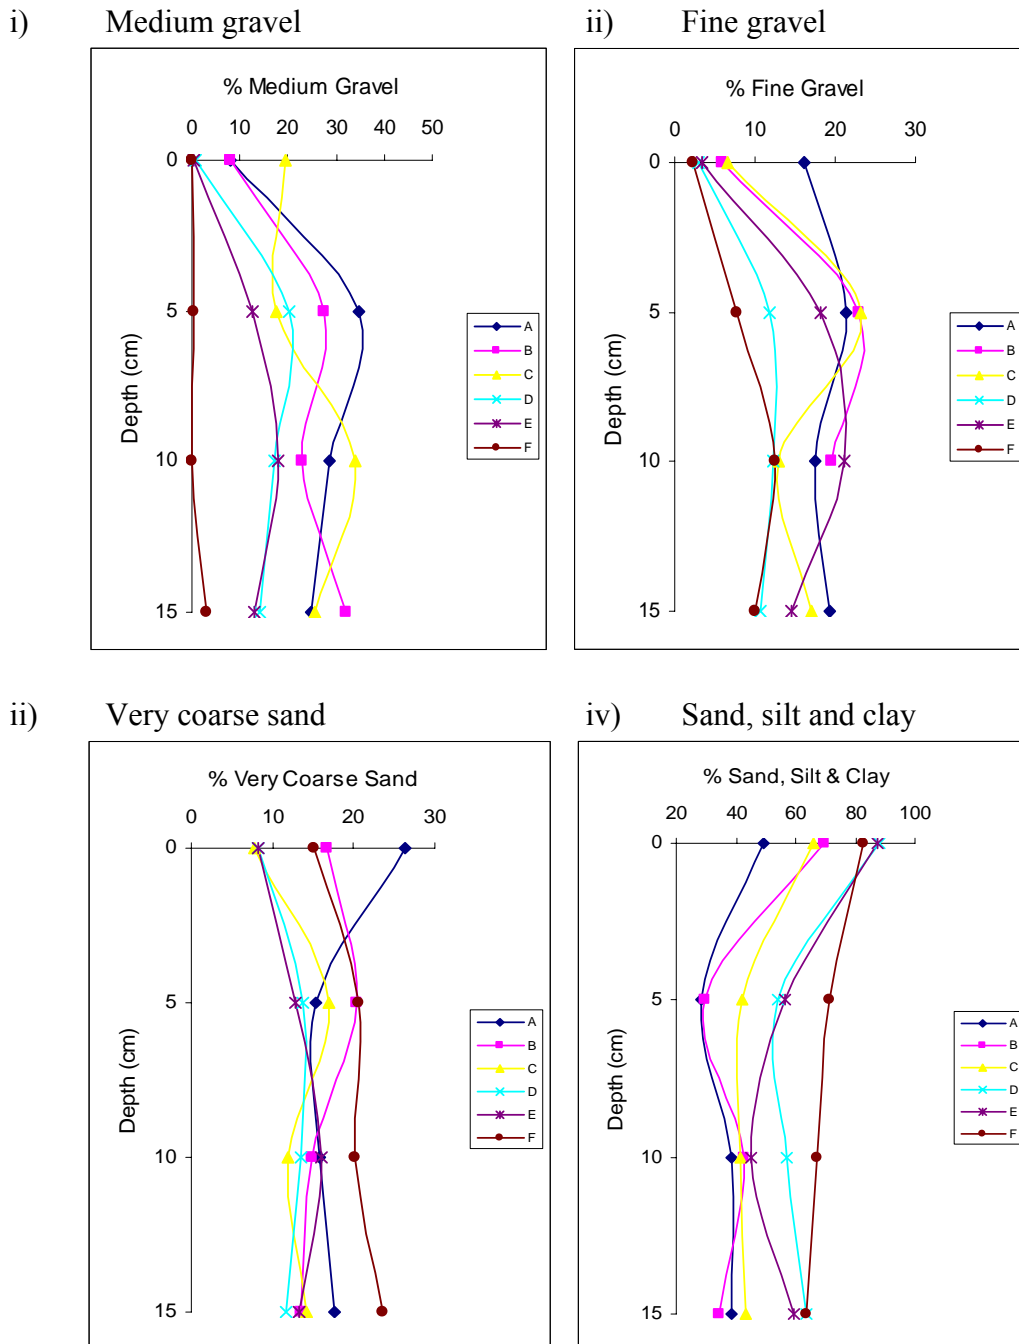 i) Medium gravel
% Medium Gravel
0 10 20 30 40 50
0
5
10
15
Depth (cm)
A
B
C
D
E
F
ii) Fine gravel
% Fine Gravel
0 10 20 30
0
5
10
15
Depth (cm)
A
B
C
D
E
F
ii) Very coarse sand
% Very Coarse Sand
0 10 20 30
0
5
10
15
Depth (cm)
A
B
C
D
E
F
iv) Sand, silt and clay
% Sand, Silt & Clay
20 40 60 80 100
0
5
10
15
Depth (cm)
A
B
C
D
E
F